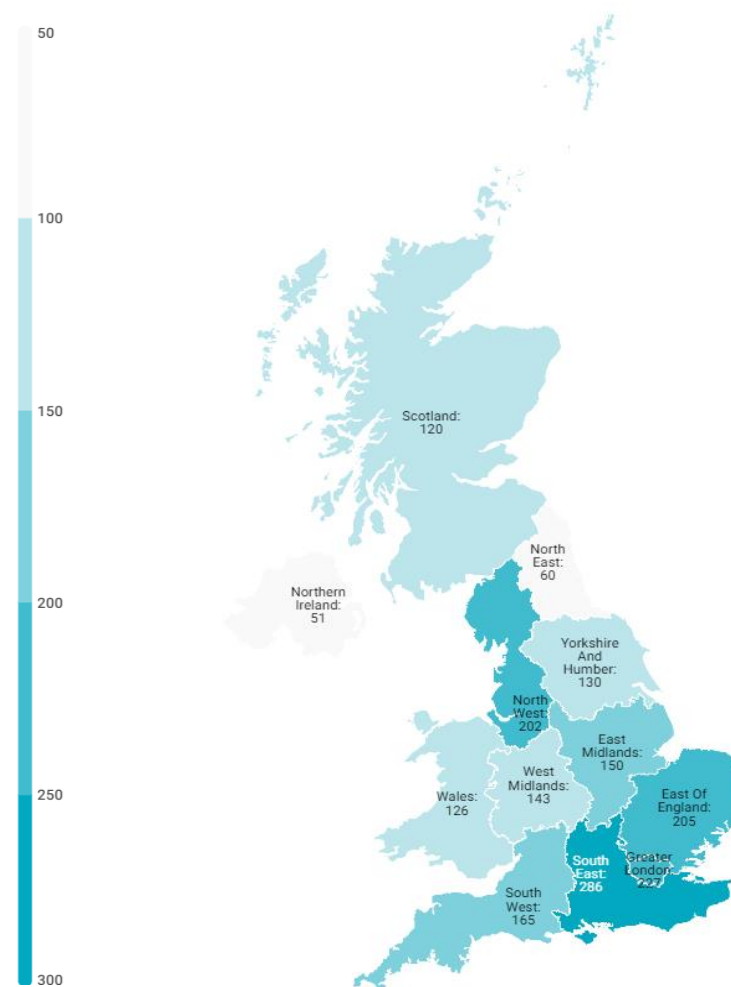 50
100
150
200
250
300
Scotland:
120
North
East:
60
Northern
Ireland:
51
Yorkshire
And
Humber:
130
North
West:
202
East
Midlands:
150
West
Midlands:
143
Wales:
126
East Of
England:
205
Greater
London:
227
South
East:
286
South
West:
165